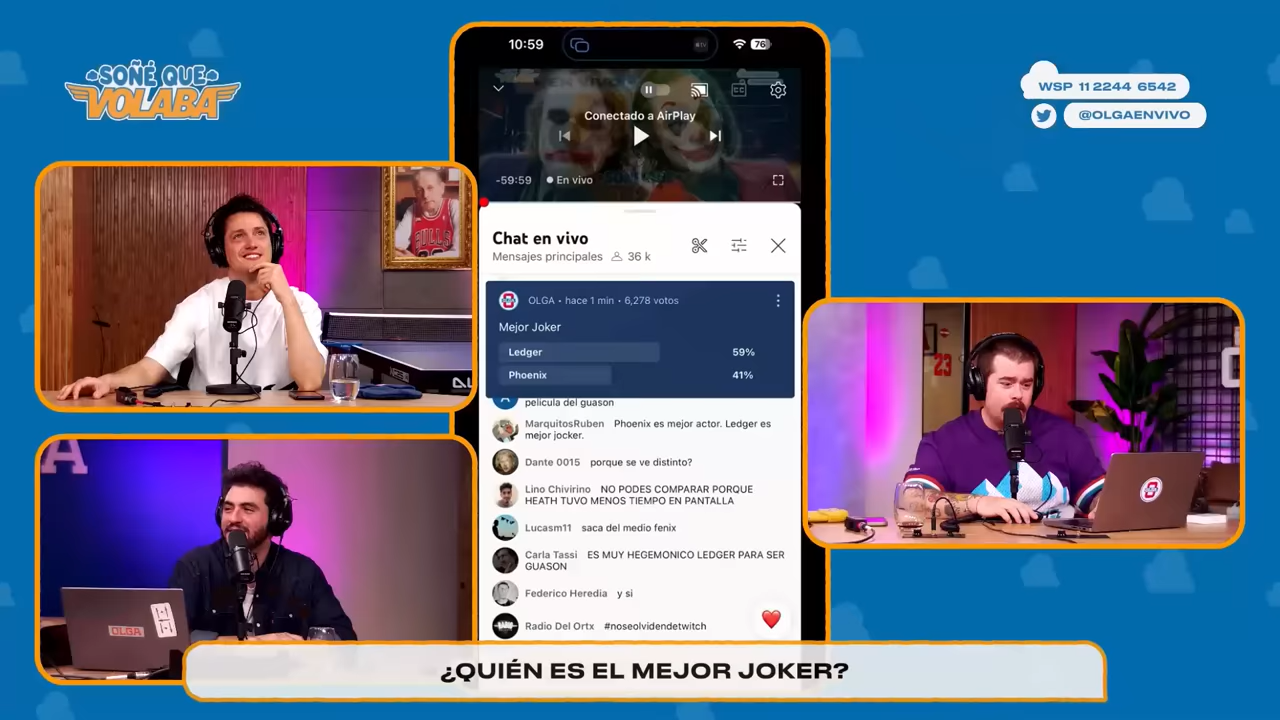 SOÑÉ QUE
VOLABA
WSP 11 2244 6542
@OLGAENVIVO
10:59
76
Conectado a AirPlay
-59:59
En vivo
Chat en vivo
Mensajes principales 36 k
OLGA • hace 1 min • 6,278 votos
Mejor Joker
Ledger 59%
Phoenix 41%
pelicula del guason
MarquitosRuben Phoenix es mejor actor. Ledger es
mejor jocker.
Dante 0015 porque se ve distinto?
Lino Chivirino NO PODES COMPARAR PORQUE
HEATH TUVO MENOS TIEMPO EN PANTALLA
Lucasm11 saca del medio fenix
Carla Tassi ES MUY HEGEMONICO LEDGER PARA SER
GUASON
Federico Heredia y si
Radio Del Ortx #noseolvidendetwitch
BULLS
23
OLGA
¿QUIÉN ES EL MEJOR JOKER?